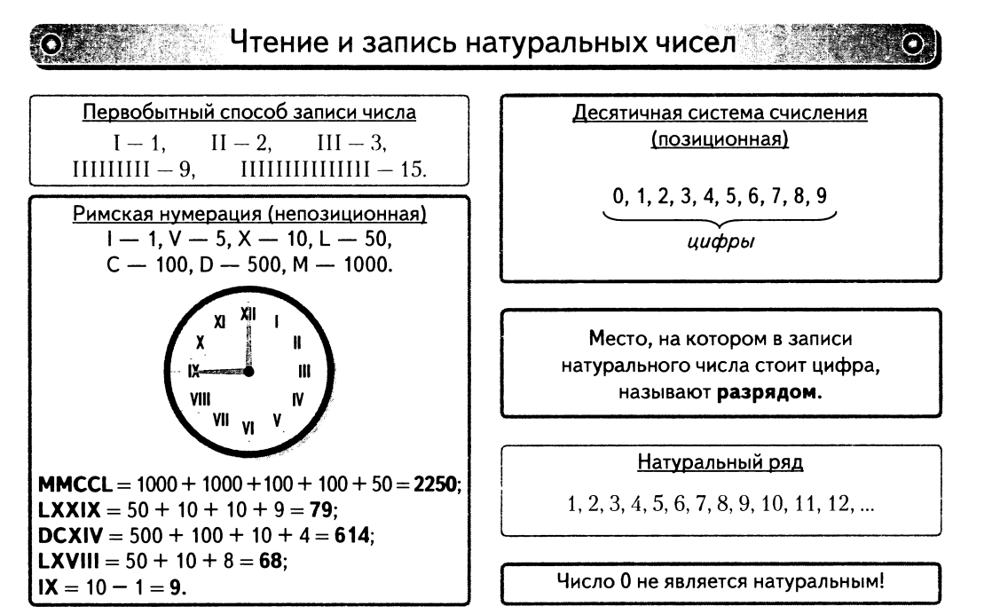 Чтение и запись натуральных чисел
Первобытный способ записи числа
I — 1, II — 2, III — 3,
IIIIIIIII — 9, IIIIIIIIIIIIIII — 15.
Римская нумерация (непозиционная)
I — 1, V — 5, X — 10, L — 50,
C — 100, D — 500, M — 1000.
XII
XI I
X II
IX III
VIII IV
VII V
VI
MMCCL = 1000 + 1000 +100 + 100 + 50 = 2250;
LXXIX = 50 + 10 + 10 + 9 = 79;
DCXIV = 500 + 100 + 10 + 4 = 614;
LXVIII = 50 + 10 + 8 = 68;
IX = 10 — 1 = 9.
Десятичная система счисления
(позиционная)
0, 1, 2, 3, 4, 5, 6, 7, 8, 9
цифры
Место, на котором в записи
натурального числа стоит цифра,
называют разрядом.
Натуральный ряд
1, 2, 3, 4, 5, 6, 7, 8, 9, 10, 11, 12, ...
Число 0 не является натуральным!